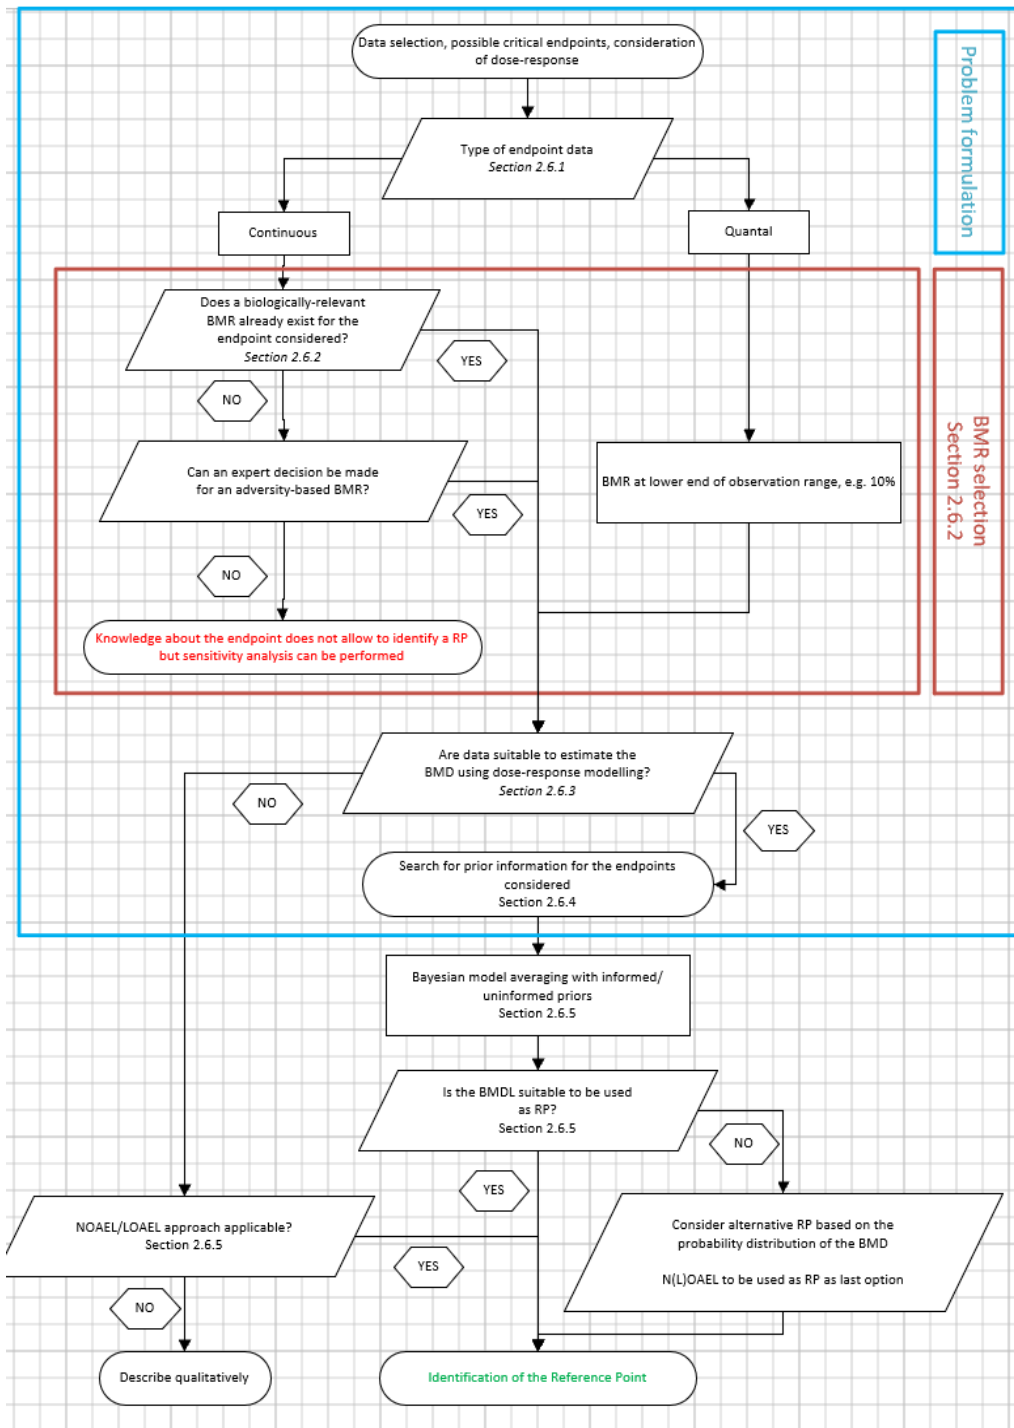 Data selection, possible critical endpoints, consideration
of dose-response
Problem formulation
Type of endpoint data
Section 2.6.1
Continuous
Quantal
Does a biologically-relevant
BMR already exist for the
endpoint considered?
Section 2.6.2
YES
NO
BMR selection
Section 2.6.2
Can an expert decision be made
for an adversity-based BMR?
BMR at lower end of observation range, e.g. 10%
YES
NO
Knowledge about the endpoint does not allow to identify a RP
but sensitivity analysis can be performed
Are data suitable to estimate the
BMD using dose-response modelling?
Section 2.6.3
NO
YES
Search for prior information for the endpoints
considered
Section 2.6.4
Bayesian model averaging with informed/
uninformed priors
Section 2.6.5
Is the BMDL suitable to be used
as RP?
Section 2.6.5
NO
YES
NOAEL/LOAEL approach applicable?
Section 2.6.5
Consider alternative RP based on the
probability distribution of the BMD
N(L)OAEL to be used as RP as last option
YES
NO
Describe qualitatively
Identification of the Reference Point